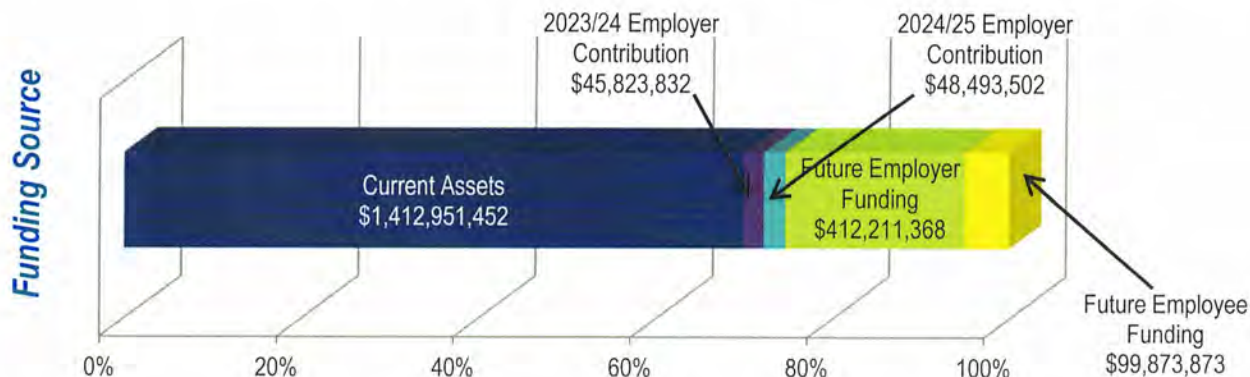 Funding Source
2023/24 Employer
Contribution
$45,823,832
2024/25 Employer
Contribution
$48,493,502
Current Assets
$1,412,951,452
Future Employer
Funding
$412,211,368
Future Employee
Funding
$99,873,873
0%
20%
40%
60%
80%
100%